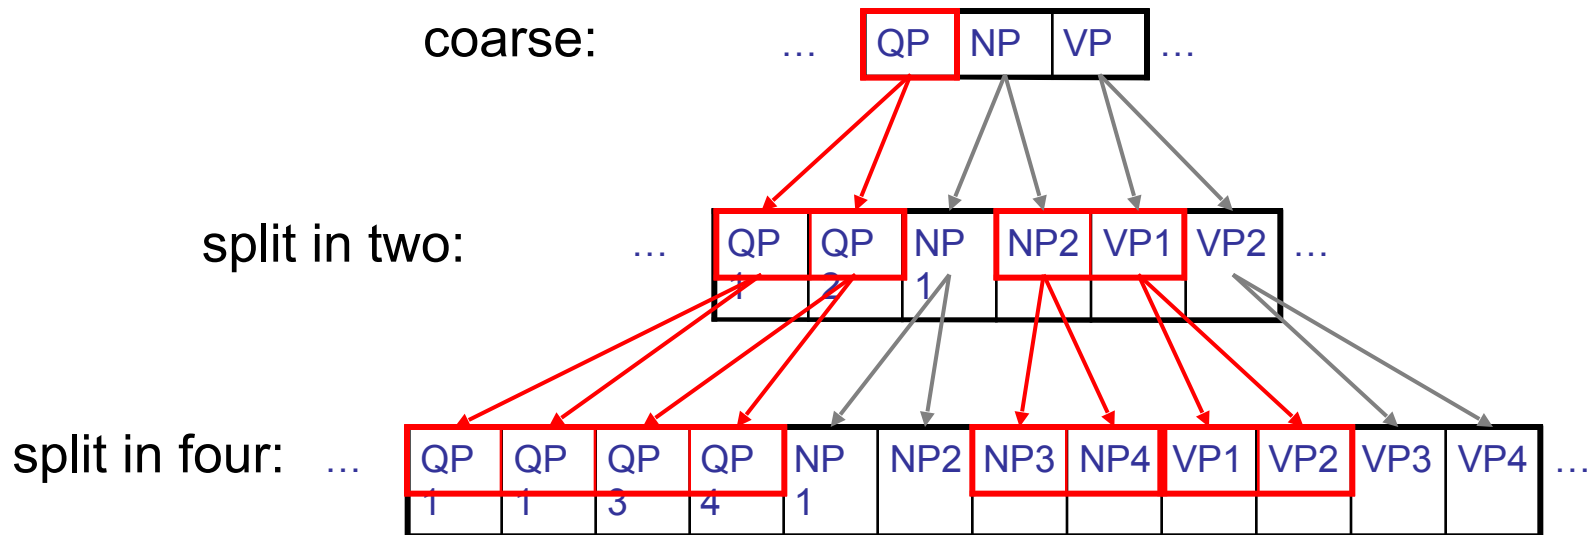 coarse: … QP NP VP …
split in two: … QP 1 QP 2 NP 1 NP2 VP1 VP2 …
split in four: … QP 1 QP 1 QP 3 QP 4 NP 1 NP2 NP3 NP4 VP1 VP2 VP3 VP4 …